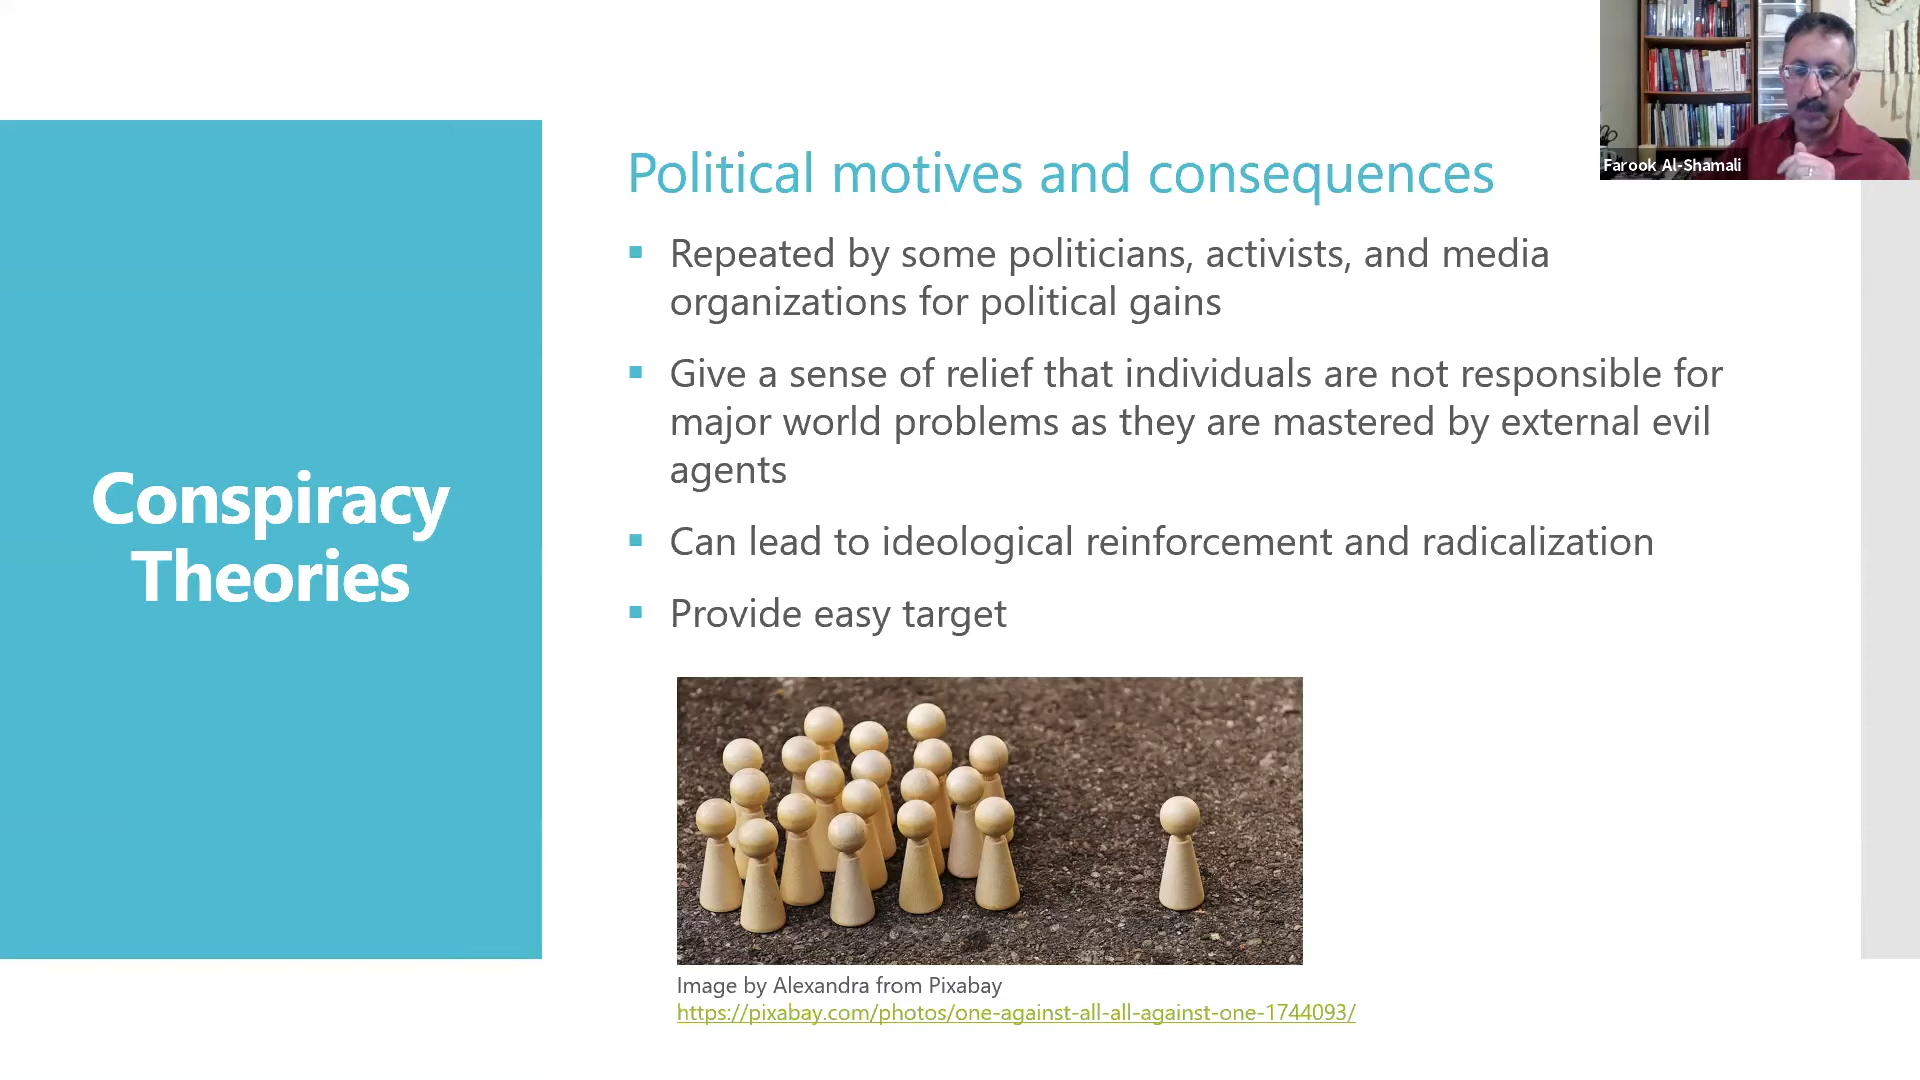 Farook Al-Shamali
Conspiracy
Theories
Political motives and consequences
Repeated by some politicians, activists, and media
organizations for political gains
Give a sense of relief that individuals are not responsible for
major world problems as they are mastered by external evil
agents
Can lead to ideological reinforcement and radicalization
Provide easy target
Image by Alexandra from Pixabay
https://pixabay.com/photos/one-against-all-all-against-one-1744093/